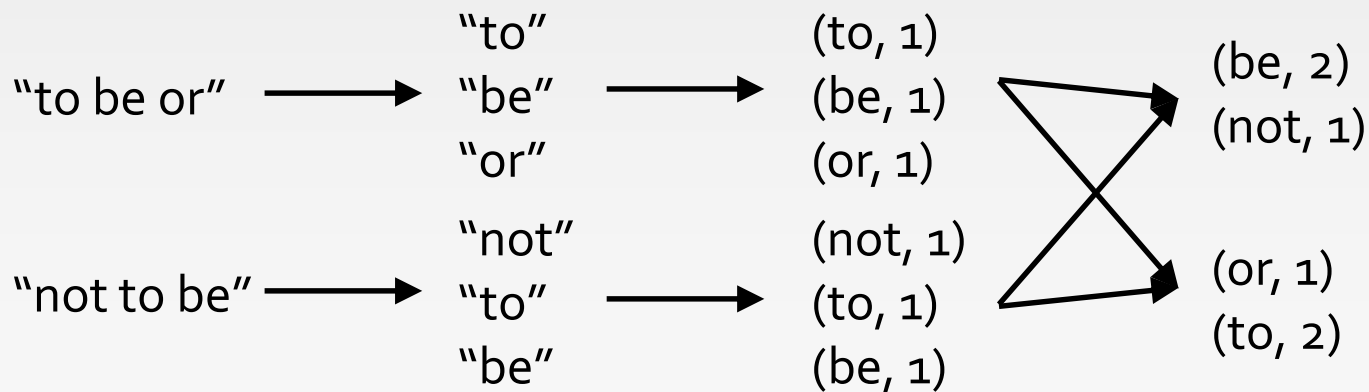 “to be or”
“to”
“be”
“or”
(to, 1)
(be, 1)
(or, 1)
(be, 2)
(not, 1)
“not to be”
“not”
“to”
“be”
(not, 1)
(to, 1)
(be, 1)
(or, 1)
(to, 2)